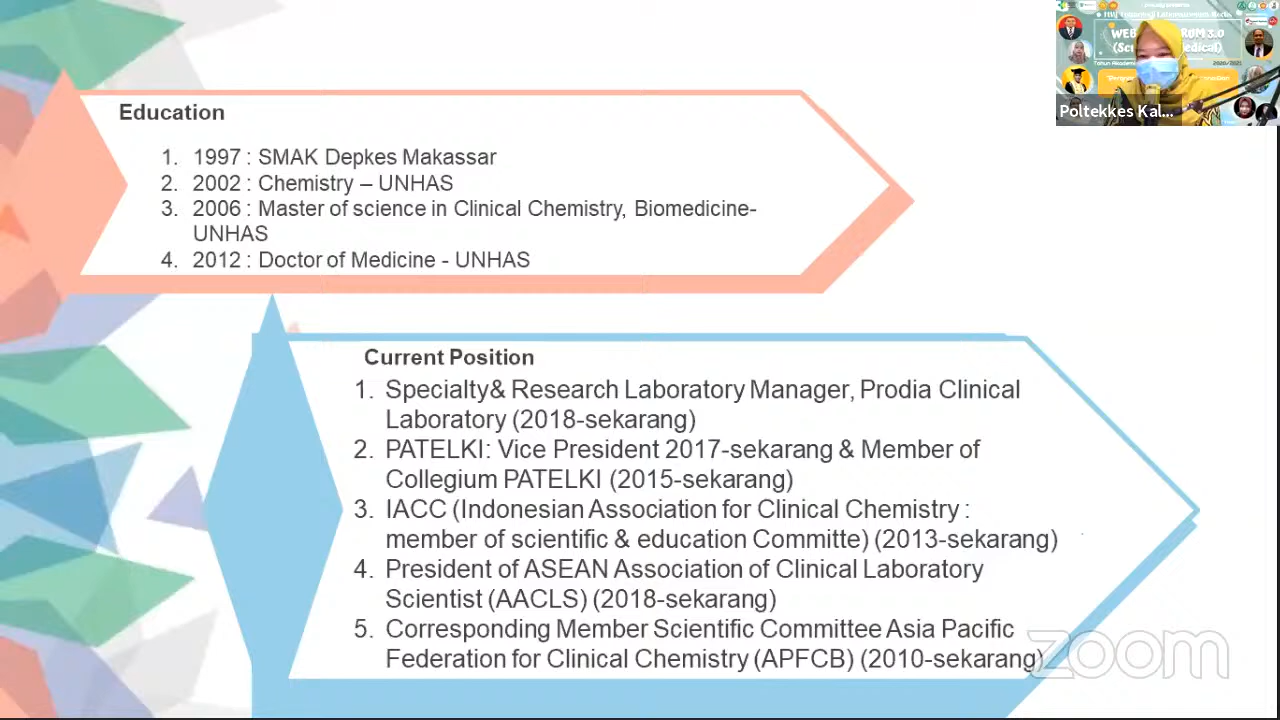 Education
1. 1997 : SMAK Depkes Makassar
2. 2002 : Chemistry – UNHAS
3. 2006 : Master of science in Clinical Chemistry, Biomedicine-
UNHAS
4. 2012 : Doctor of Medicine - UNHAS
Current Position
1. Specialty& Research Laboratory Manager, Prodia Clinical
Laboratory (2018-sekarang)
2. PATELKI: Vice President 2017-sekarang & Member of
Collegium PATELKI (2015-sekarang)
3. IACC (Indonesian Association for Clinical Chemistry :
member of scientific & education Committe) (2013-sekarang)
4. President of ASEAN Association of Clinical Laboratory
Scientist (AACLS) (2018-sekarang)
5. Corresponding Member Scientific Committee Asia Pacific
Federation for Clinical Chemistry (APFCB) (2010-sekarang)
zoom
3.0
2020/2021
Poltekkes Kal...